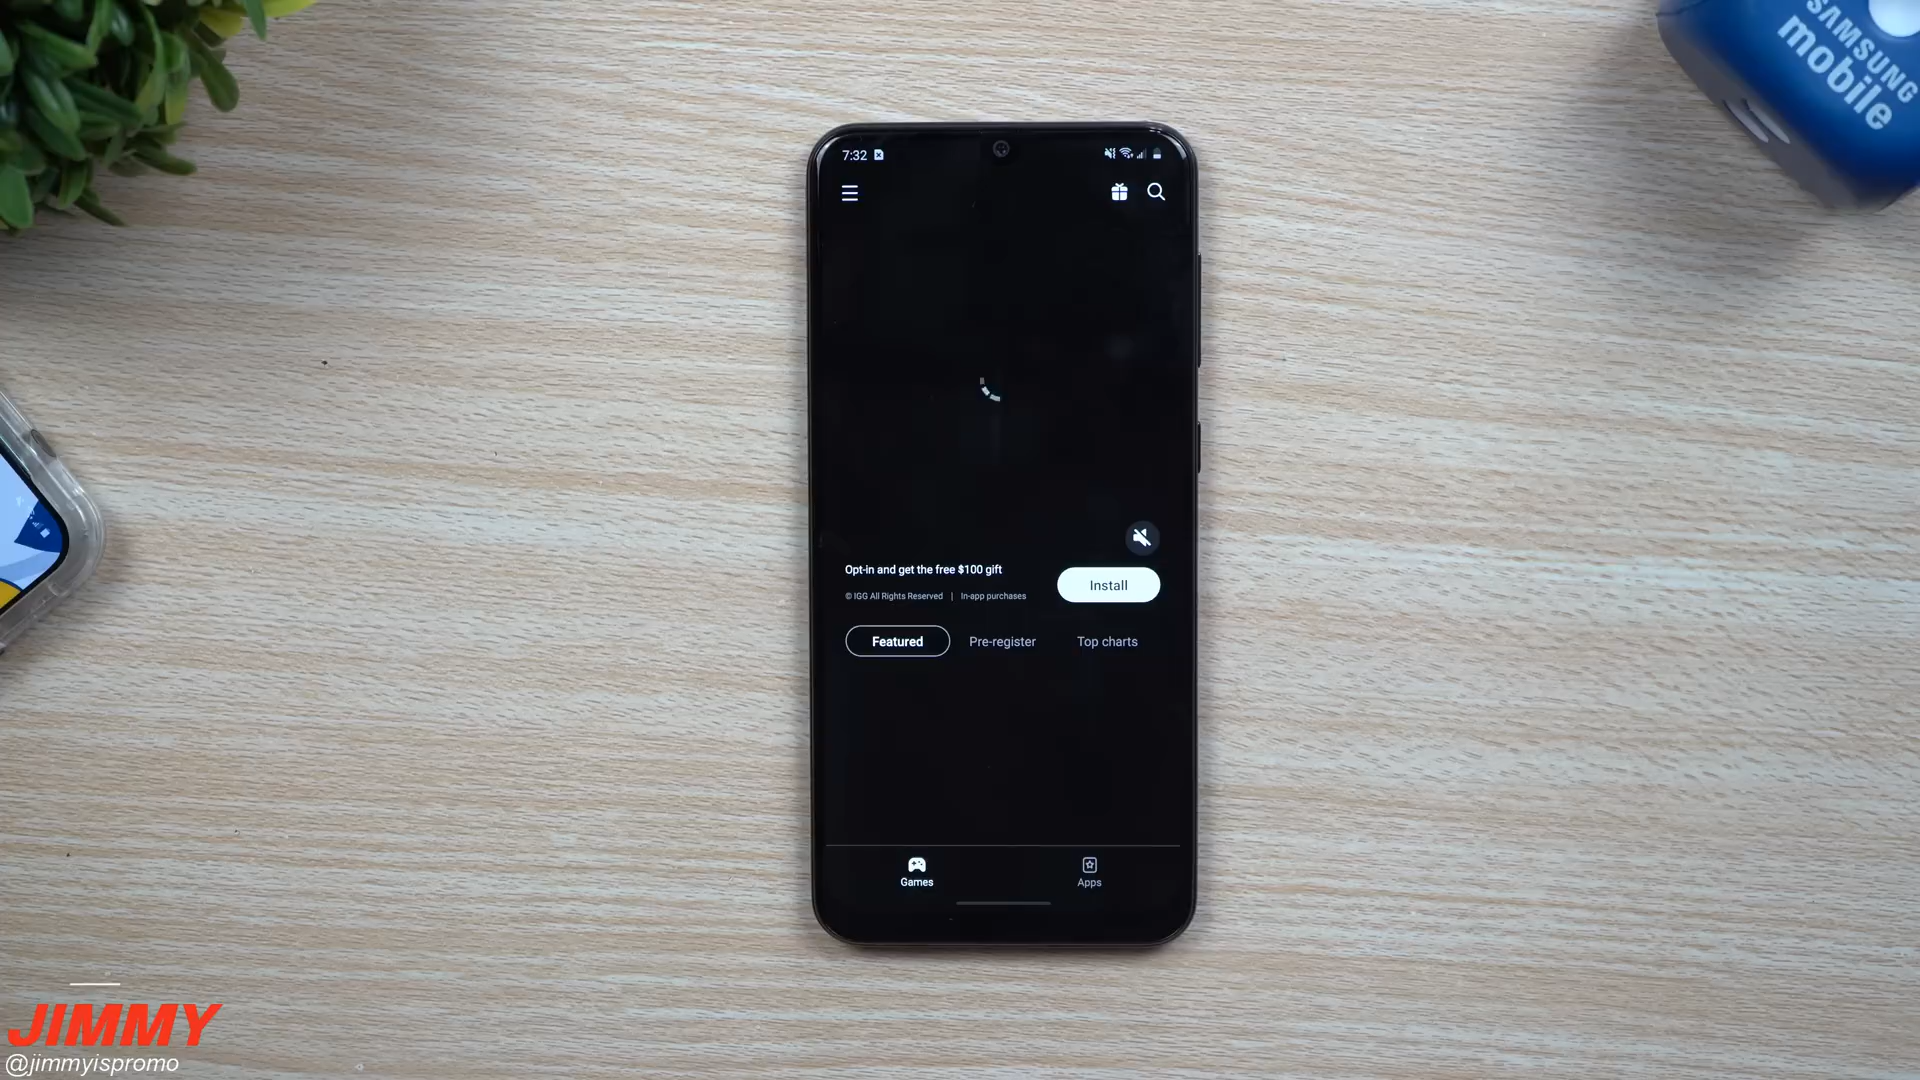 SAMSUNG
mobile
7:32
Opt-in and get the free $100 gift
Install
© IGG All Rights Reserved | In-app purchases
Featured
Pre-register
Top charts
Games
Apps
JIMMY
@jimmyispromo